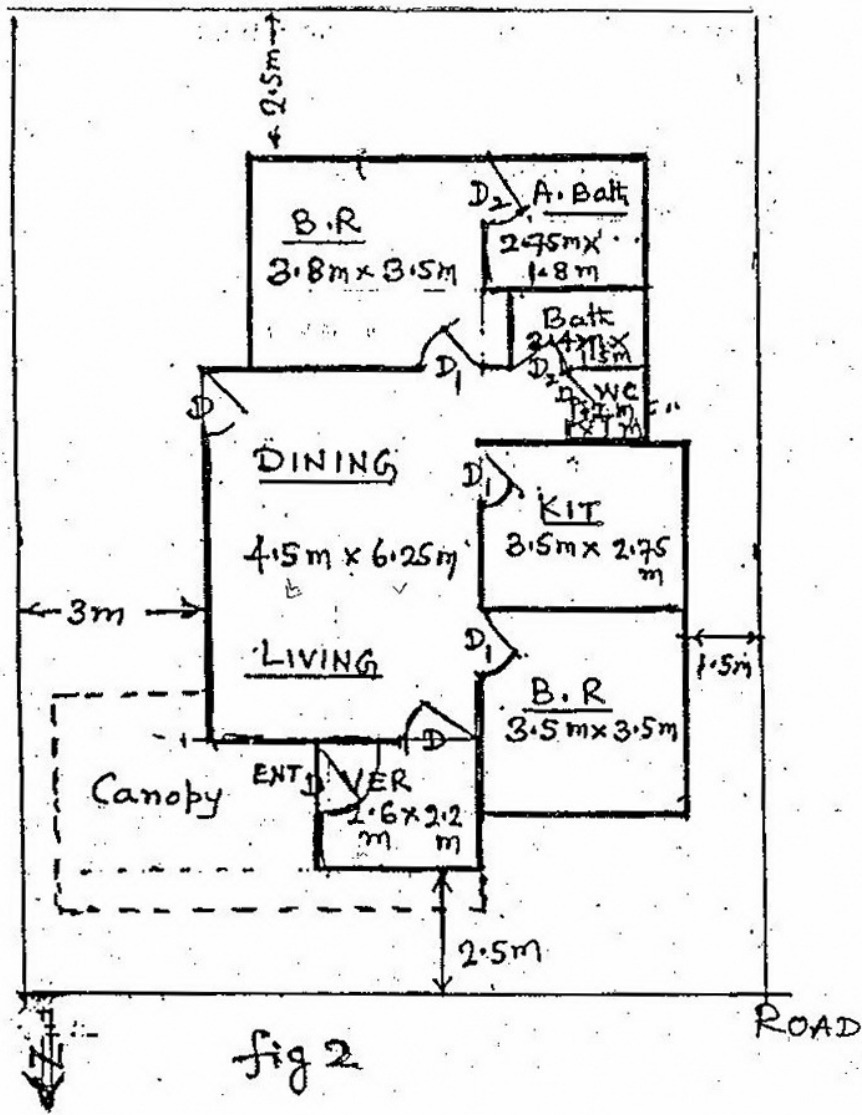 2.5m
B.R
3.8m x 3.5m
D2
A. Bath
2.75m x
1.8m
Bath
D1
D2
WC
D
DINING
D1
KIT
3.5m x 2.75
m
4.5m x 6.25m
3m
D1
1.5m
LIVING
B.R
3.5m x 3.5m
D
ENT D
VER
2.6 x 2.2
m m
Canopy
2.5m
ROAD
N
fig 2